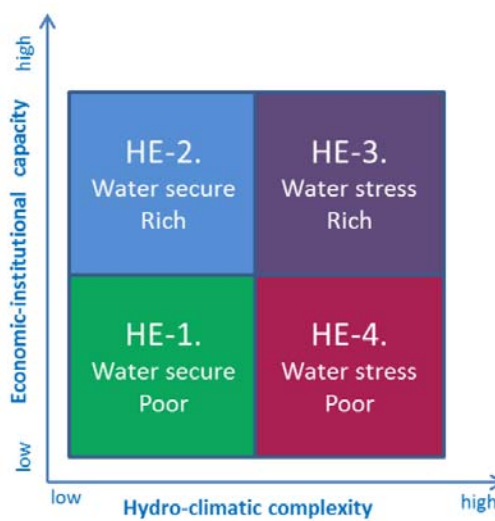 high
Economic-institutional capacity
low
HE-2.
Water secure
Rich
HE-3.
Water stress
Rich
HE-1.
Water secure
Poor
HE-4.
Water stress
Poor
low
Hydro-climatic complexity
high